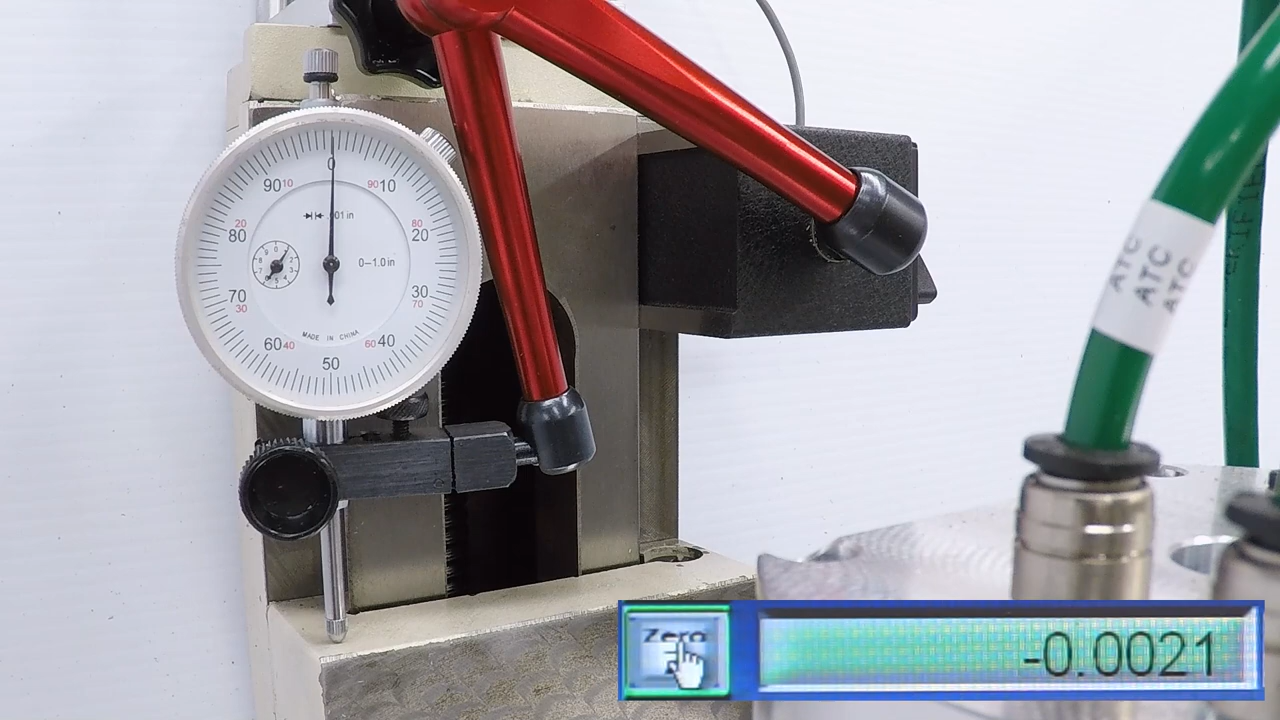 0
90 10 90 10
.001 in
20 80 80 20
0-1.0 in
70 30 30 70
60 40 60 40
MADE IN CHINA
50
ATC
ATC
ATC
Zero
-0.0021